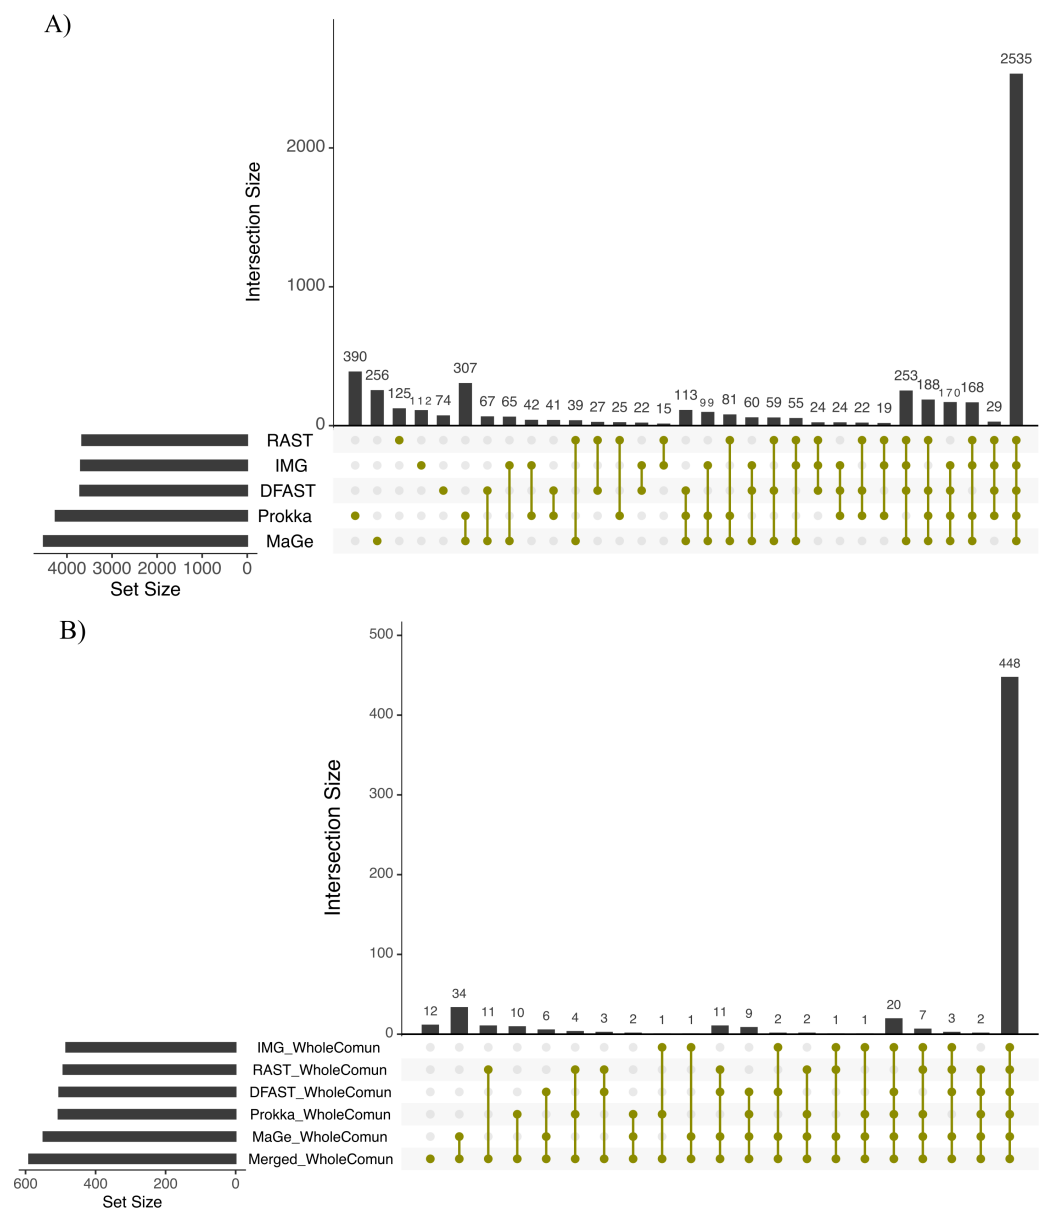 A)
Intersection Size
2000
1000
0
390 256 125 112 74 307 67 65 42 41 39 27 25 22 15 113 99 81 60 59 55 24 24 22 19 253 188 170 168 29 2535
RAST
IMG
DFAST
Prokka
MaGe
4000 3000 2000 1000 0
Set Size
B)
Intersection Size
500
400
300
200
100
0
12 34 11 10 6 4 3 2 1 1 11 9 2 2 1 1 20 7 3 2 448
IMG_WholeComun
RAST_WholeComun
DFAST_WholeComun
Prokka_WholeComun
MaGe_WholeComun
Merged_WholeComun
600 400 200 0
Set Size